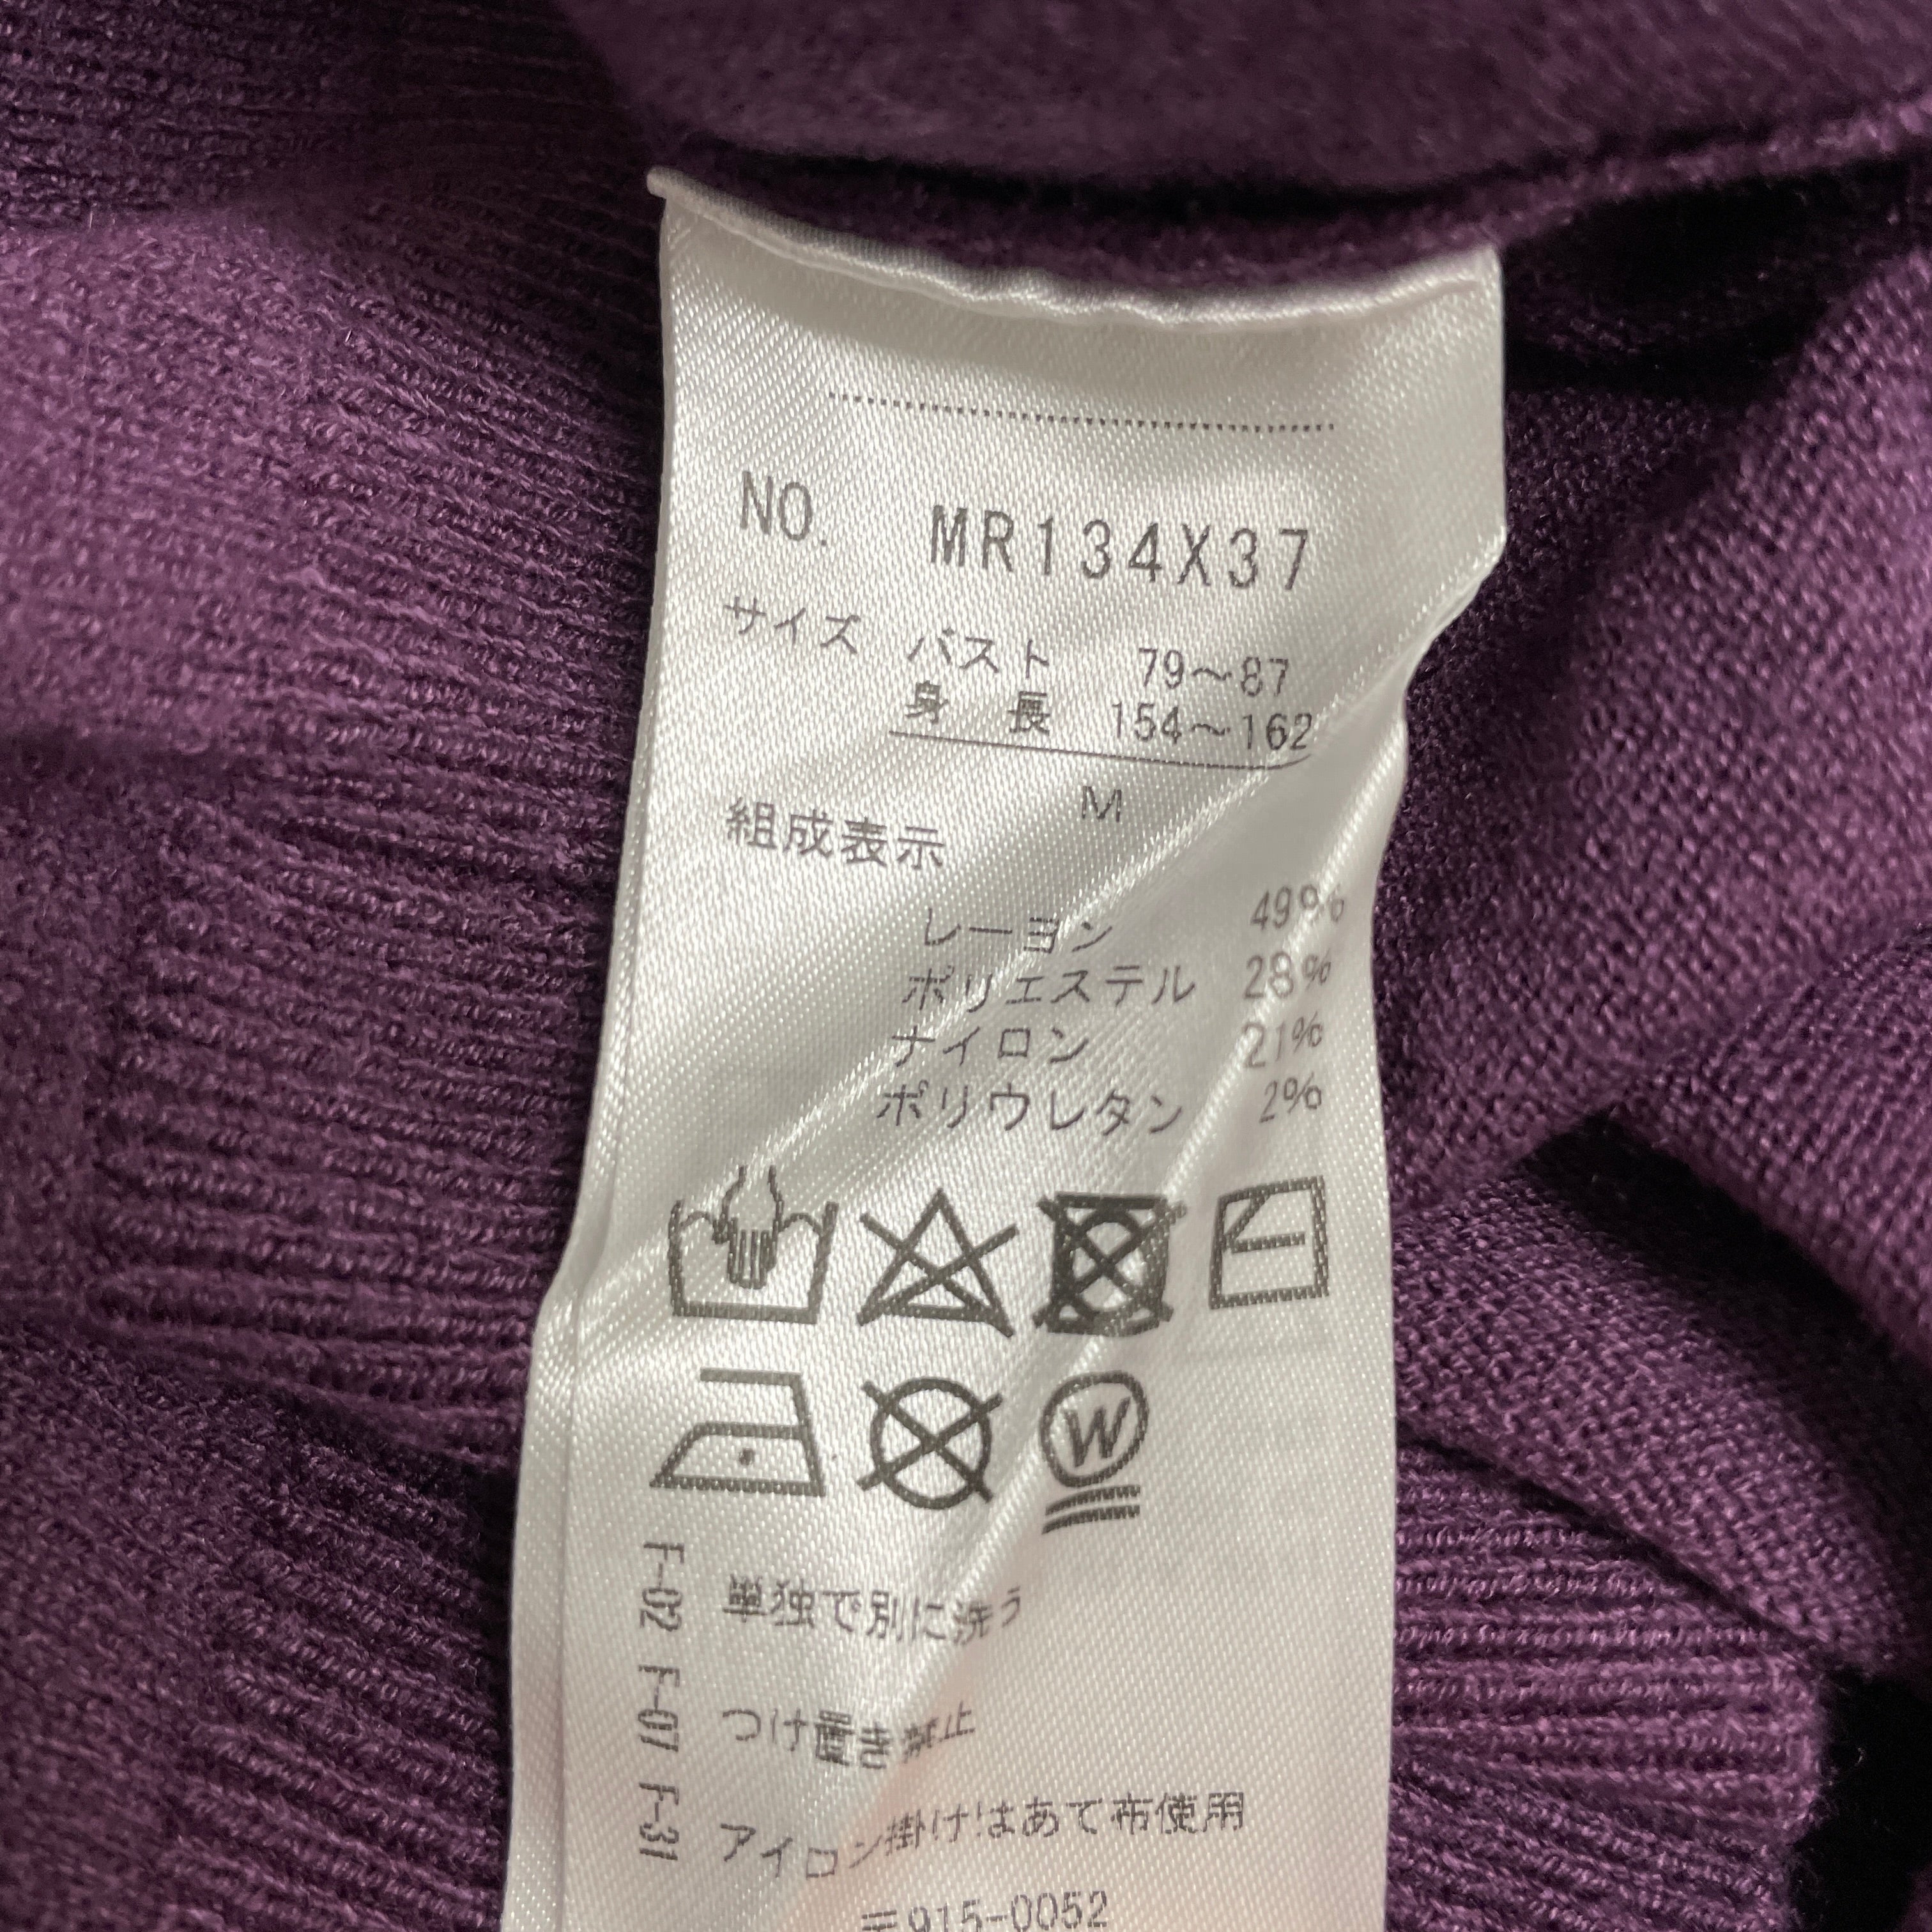 NO. MR134X37
サイズ バスト 79〜87
身長 154〜162
M
組成表示
レーヨン 49%
ポリエステル 28%
ナイロン 21%
ポリウレタン 2%
W
F-02 F-07 F-31
単独で別に洗う
つけ置き禁止
アイロン掛けはあて布使用
〒915-0052